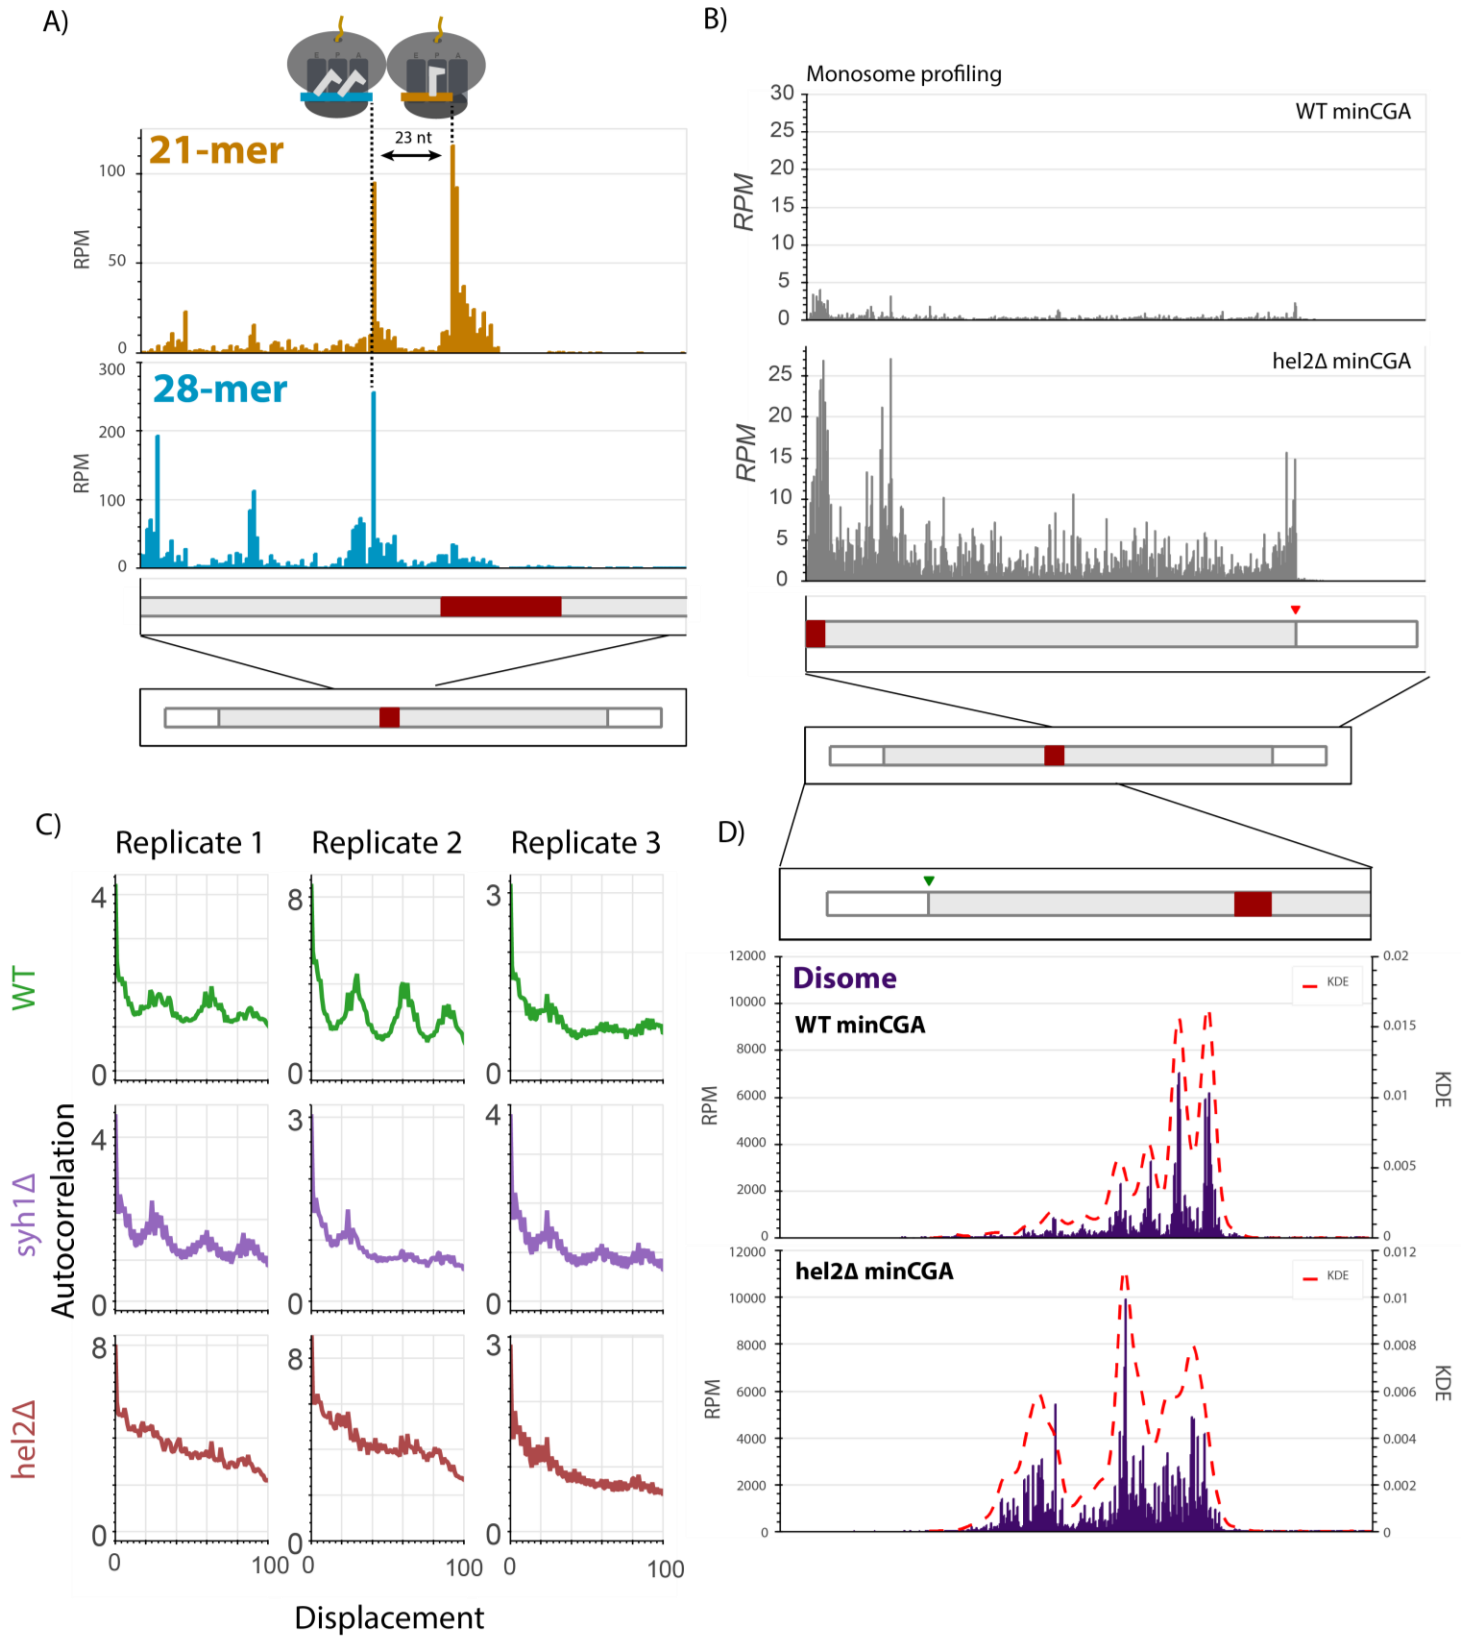 A)
E P A
E P A
23 nt
21-mer
RPM
100
50
0
28-mer
RPM
300
200
100
0
B)
Monosome profiling
WT minCGA
RPM
30
25
20
15
10
5
0
hel2Δ minCGA
RPM
25
20
15
10
5
0
C)
Replicate 1
Replicate 2
Replicate 3
WT
4
0
8
0
3
0
syh1Δ
4
0
3
0
4
0
hel2Δ
8
0
8
0
3
0
Autocorrelation
0
100
0
100
0
100
Displacement
D)
Disome
WT minCGA
KDE
RPM
12000
10000
8000
6000
4000
2000
0
0.02
0.015
0.01
0.005
0
KDE
hel2Δ minCGA
KDE
RPM
12000
10000
8000
6000
4000
2000
0
0.012
0.01
0.008
0.006
0.004
0.002
0
KDE